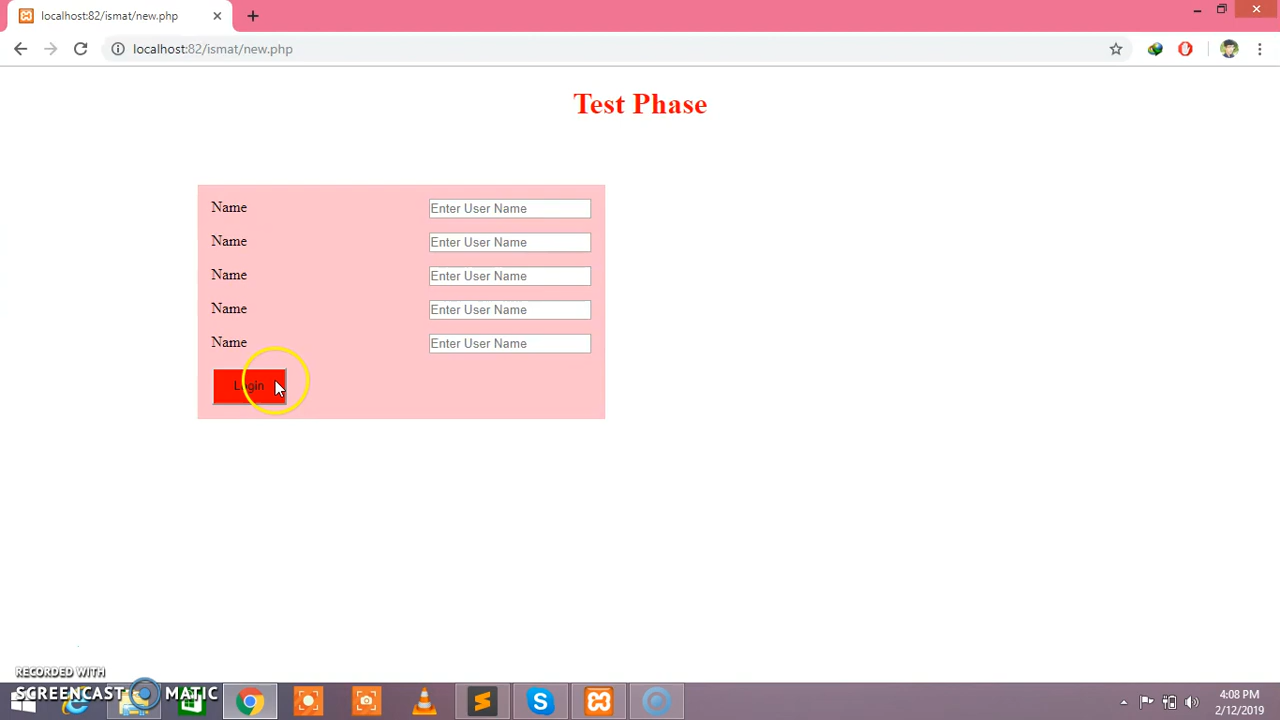 localhost:82/ismat/new.php
localhost:82/ismat/new.php
Test Phase
Name Enter User Name
Name Enter User Name
Name Enter User Name
Name Enter User Name
Name Enter User Name
Login
RECORDED WITH
SCREENCAST MATIC
4:08 PM
2/12/2019